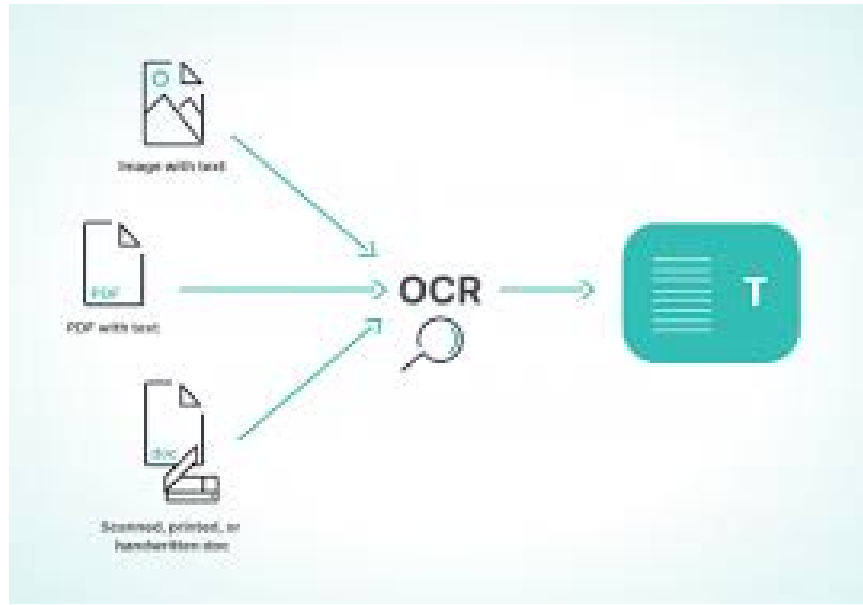 Image with text
PDF
PDF with text
OCR
T
doc
Scanned, printed, or
handwritten doc